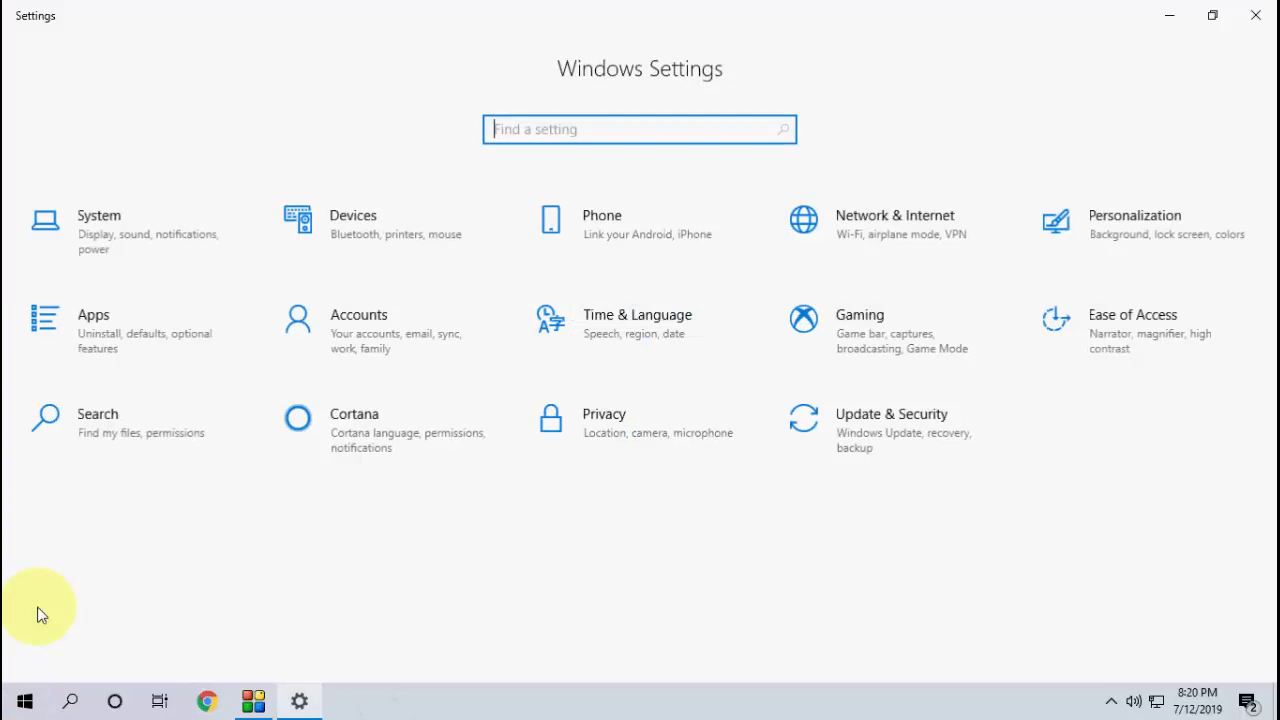 Settings
Windows Settings
Find a setting
System
Display, sound, notifications,
power
Devices
Bluetooth, printers, mouse
Phone
Link your Android, iPhone
Network & Internet
Wi-Fi, airplane mode, VPN
Personalization
Background, lock screen, colors
Apps
Uninstall, defaults, optional
features
Accounts
Your accounts, email, sync,
work, family
Time & Language
Speech, region, date
Gaming
Game bar, captures,
broadcasting, Game Mode
Ease of Access
Narrator, magnifier, high
contrast
Search
Find my files, permissions
Cortana
Cortana language, permissions,
notifications
Privacy
Location, camera, microphone
Update & Security
Windows Update, recovery,
backup
8:20 PM
7/12/2019
2